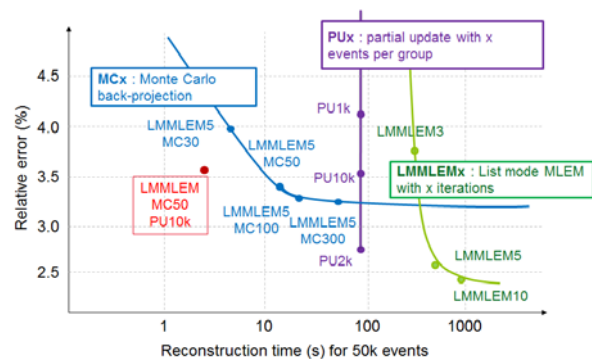 PUx : partial update with x
events per group
MCx : Monte Carlo
back-projection
4.5
4.0
3.5
3.0
2.5
Relative error (%)
PU1k
LMMLEM5
MC30
LMMLEM5
MC50
LMMLEM3
PU10k
LMMLEMx: List mode MLEM
with x iterations
LMMLEM
MC50
PU10k
LMMLEM5
MC100
LMMLEM5
MC300
PU2k
LMMLEM5
LMMLEM10
1
10
100
1000
Reconstruction time (s) for 50k events